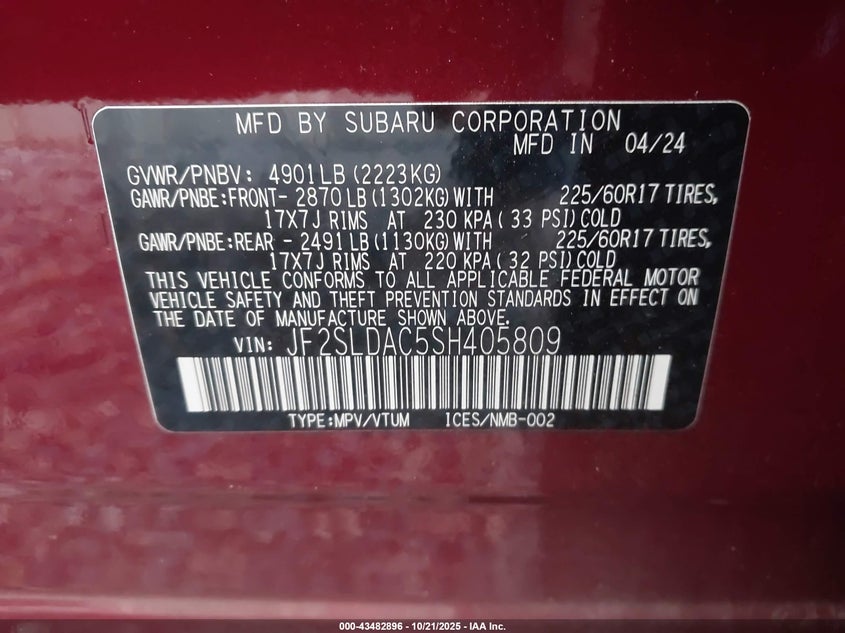 MFD BY SUBARU CORPORATION
MFD IN 04/24
GVWR/PNBV: 4901LB (2223KG)
GAWR/PNBE:FRONT- 2870LB (1302KG) WITH 225/60R17 TIRES,
17X7J RIMS AT 230 KPA ( 33 PSI) COLD
GAWR/PNBE:REAR - 2491LB (1130KG) WITH 225/60R17 TIRES,
17X7J RIMS AT 220 KPA ( 32 PSI) COLD
THIS VEHICLE CONFORMS TO ALL APPLICABLE FEDERAL MOTOR
VEHICLE SAFETY AND THEFT PREVENTION STANDARDS IN EFFECT ON
THE DATE OF MANUFACTURE SHOWN ABOVE.
VIN: JF2SLDAC5SH405809
TYPE:MPV/VTUM ICES/NMB-002
000-43482896 - 10/21/2025 - IAA Inc.